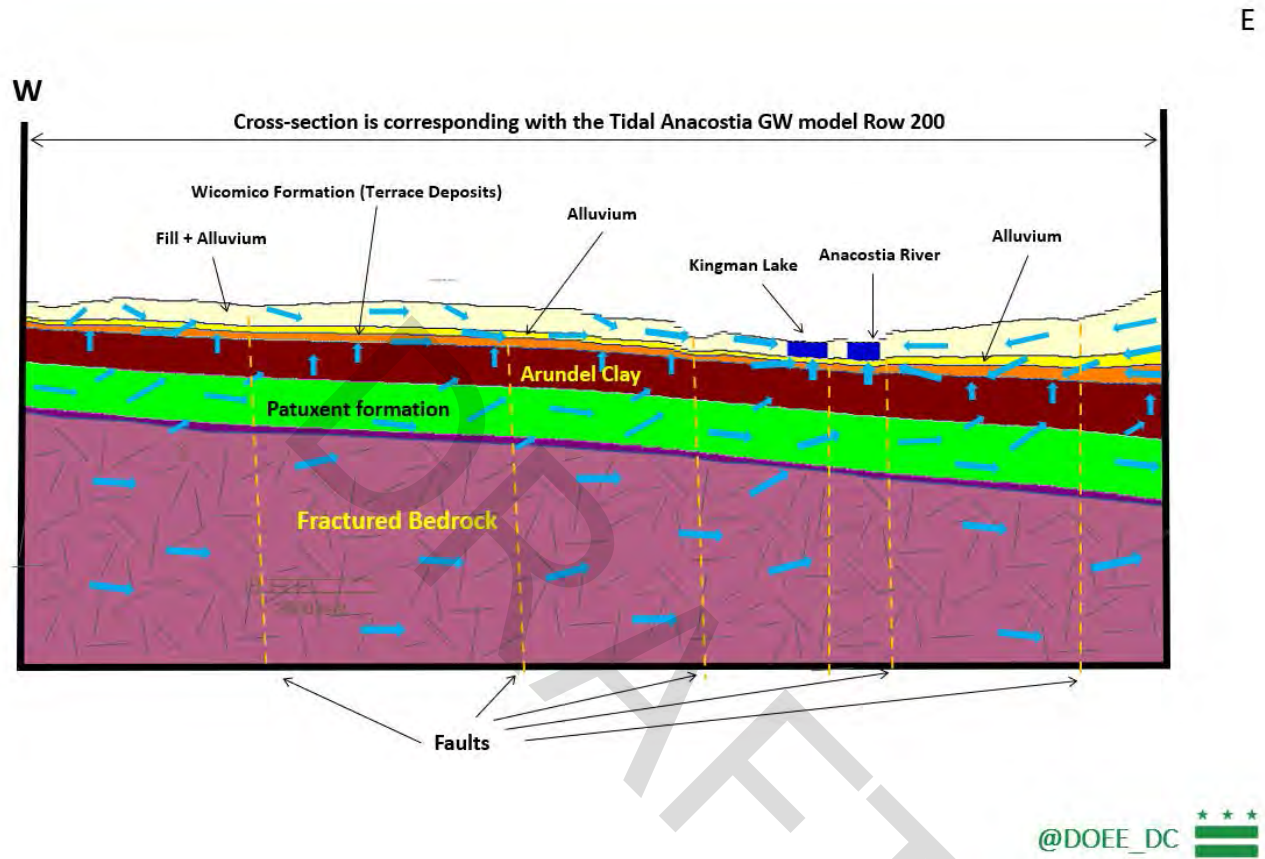 E
W
Cross-section is corresponding with the Tidal Anacostia GW model Row 200
Wicomico Formation (Terrace Deposits)
Alluvium
Fill + Alluvium
Alluvium
Anacostia River
Kingman Lake
Arundel Clay
Patuxent formation
Fractured Bedrock
Faults
DRAFT
@DOEE_DC